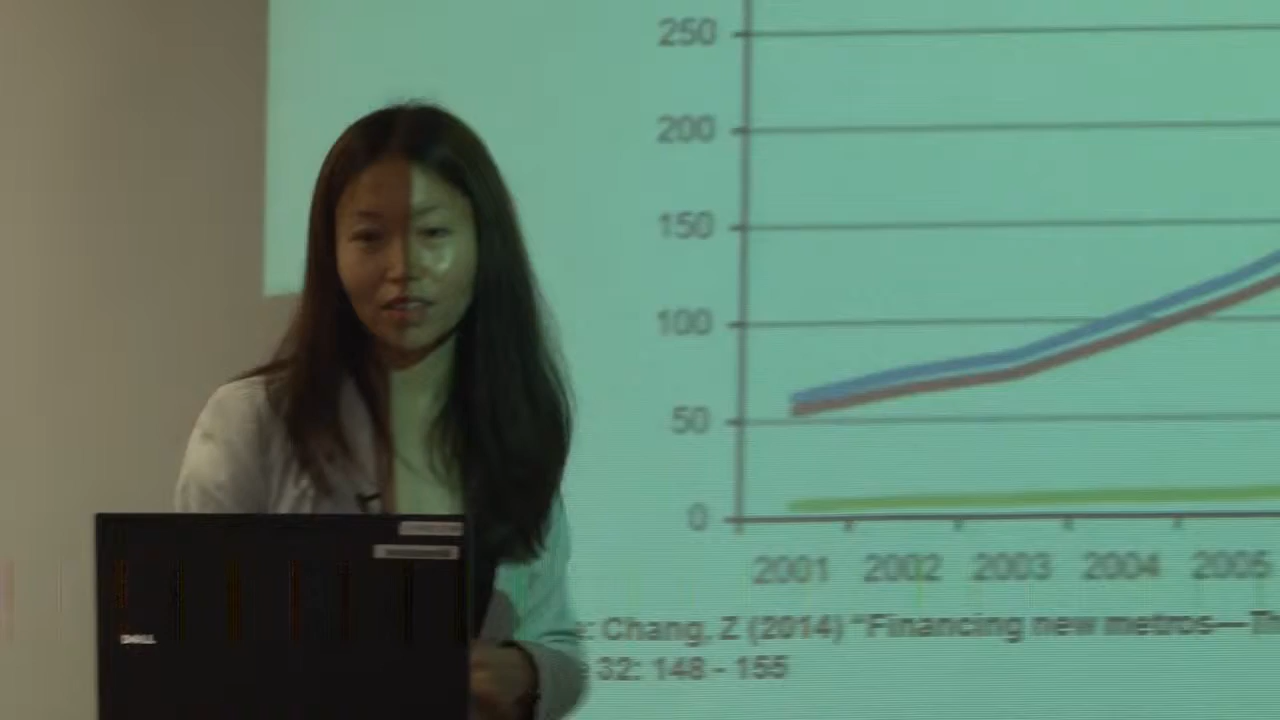 250
200
150
100
50
0
2001 2002 2003 2004 2005
: Chang, Z (2014) "Financing new metros—Th
32: 148 - 155
DELL